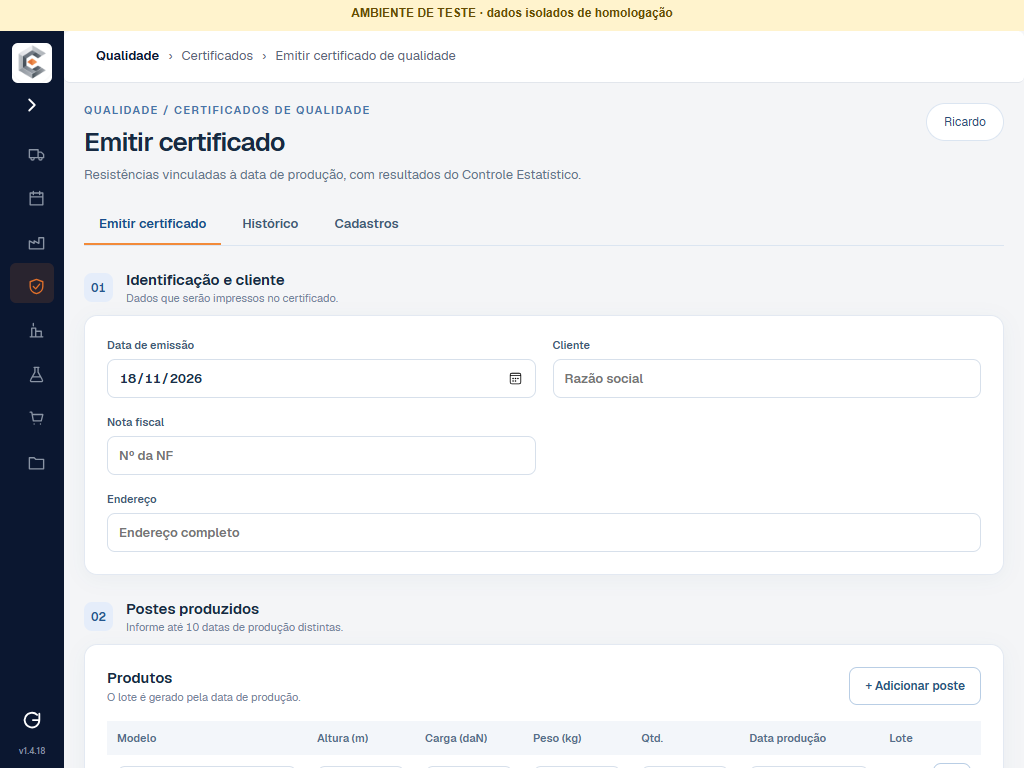 AMBIENTE DE TESTE · dados isolados de homologação
Qualidade › Certificados › Emitir certificado de qualidade
QUALIDADE / CERTIFICADOS DE QUALIDADE
Emitir certificado
Ricardo
Resistências vinculadas à data de produção, com resultados do Controle Estatístico.
Emitir certificado Histórico Cadastros
01 Identificação e cliente
Dados que serão impressos no certificado.
Data de emissão Cliente
18/11/2026 Razão social
Nota fiscal
Nº da NF
Endereço
Endereço completo
02 Postes produzidos
Informe até 10 datas de produção distintas.
Produtos
O lote é gerado pela data de produção.
+ Adicionar poste
Modelo Altura (m) Carga (daN) Peso (kg) Qtd. Data produção Lote
v1.4.18